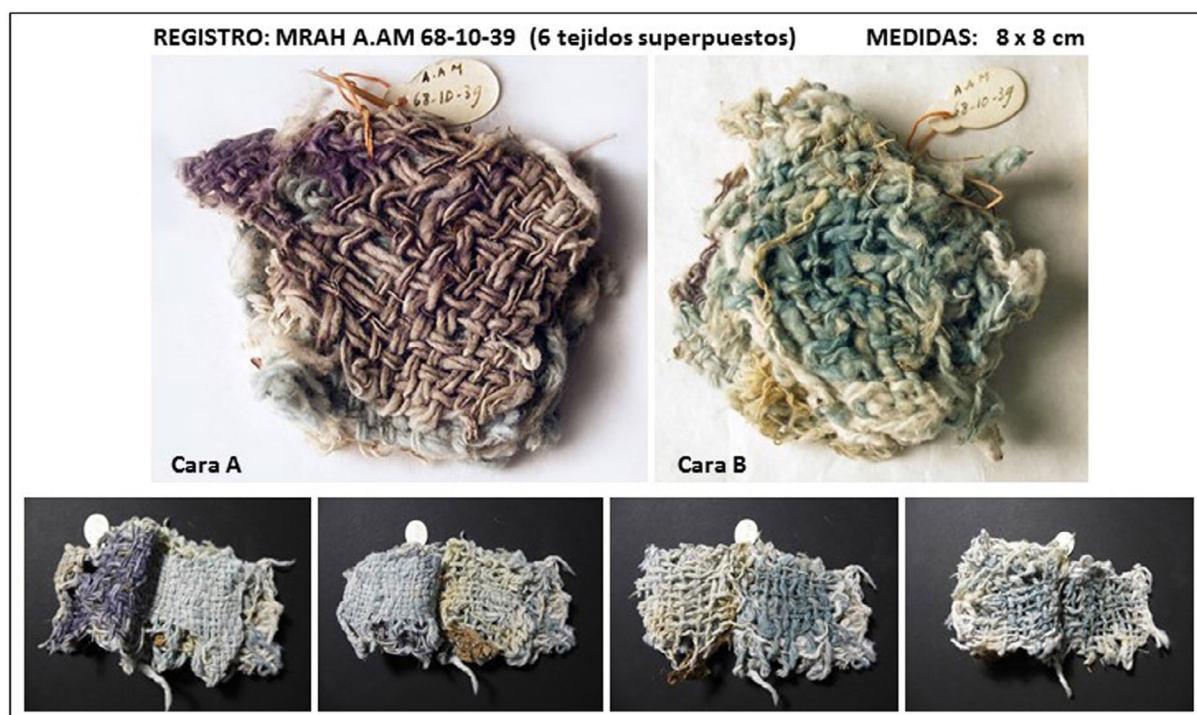 REGISTRO: MRAH A.AM 68-10-39 (6 tejidos superpuestos) MEDIDAS: 8 x 8 cm
A.AM
68-10-39
A.AM
68-10-39
Cara A
Cara B